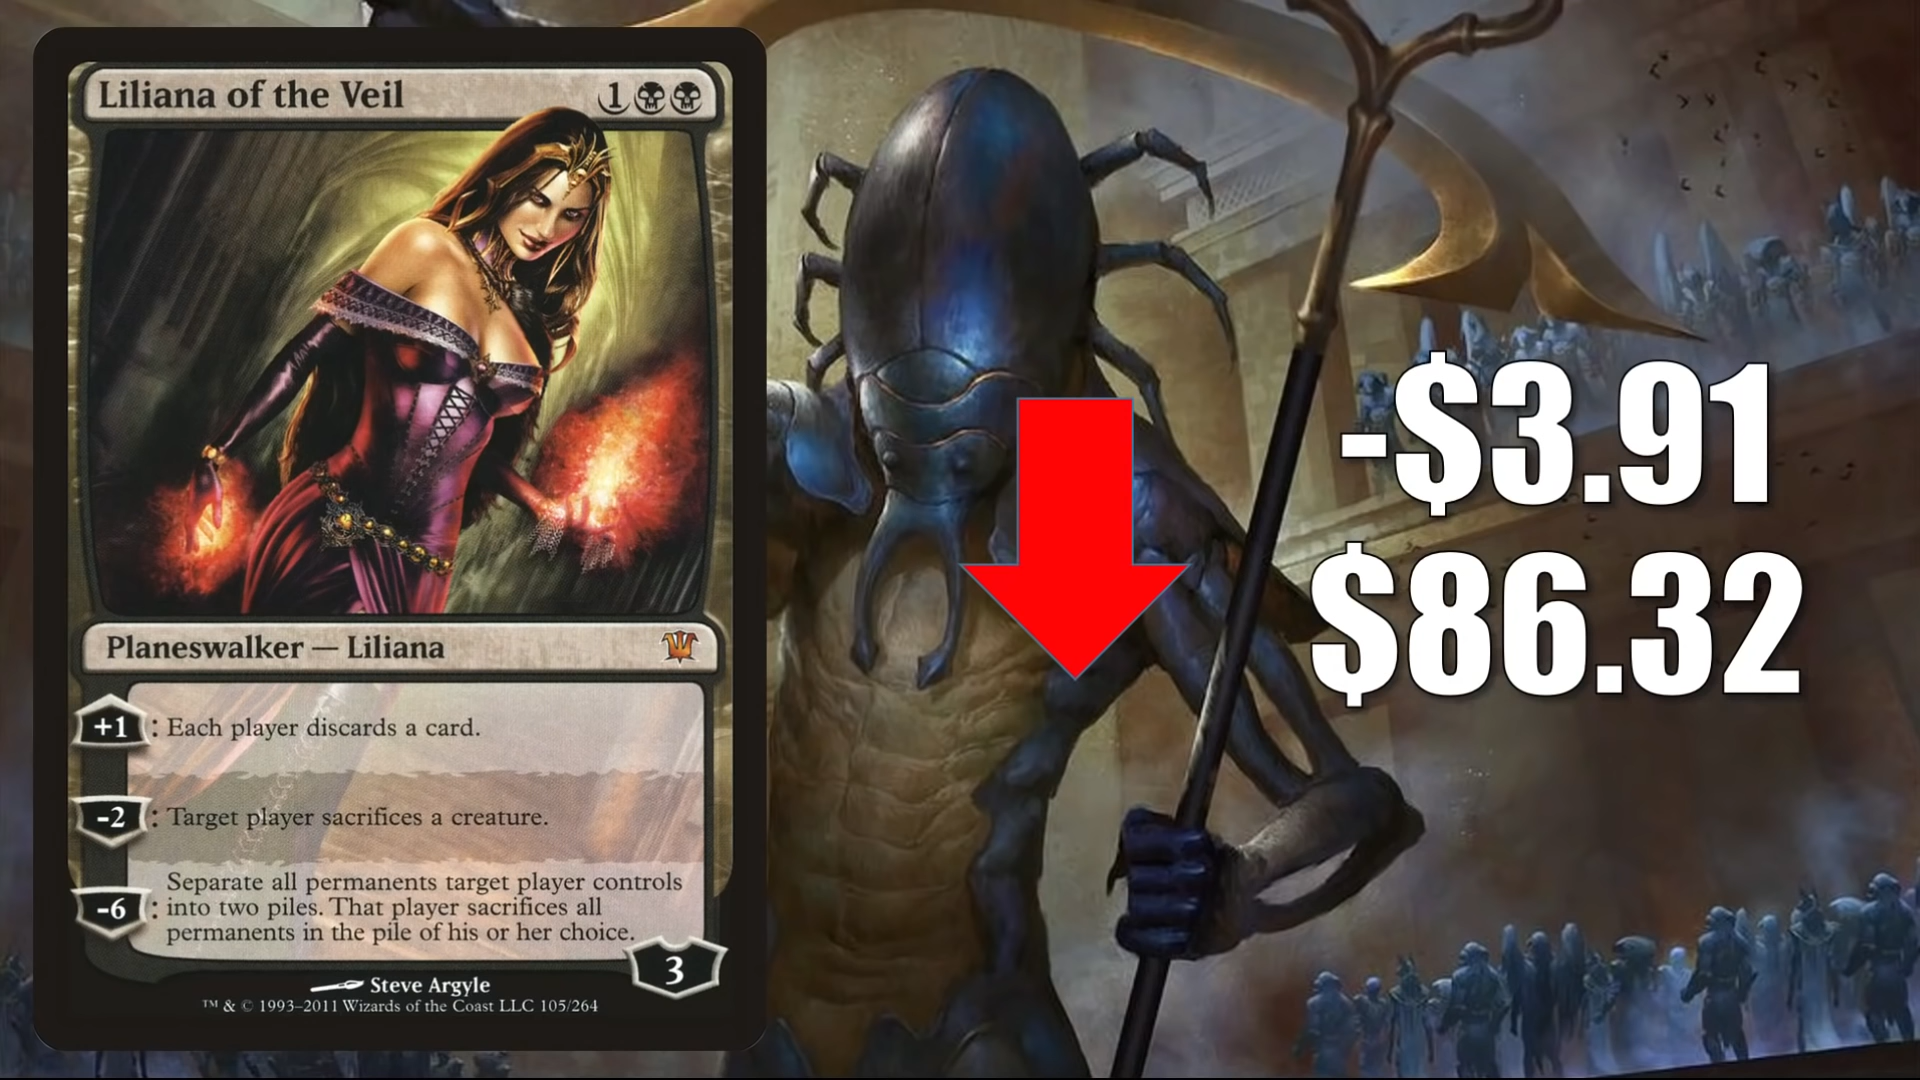 Liliana of the Veil 1
Planeswalker — Liliana
+1 : Each player discards a card.
-2 : Target player sacrifices a creature.
Separate all permanents target player controls
-6 : into two piles. That player sacrifices all
permanents in the pile of his or her choice.
3
Steve Argyle
™ & © 1993–2011 Wizards of the Coast LLC 105/264
-$3.91
$86.32